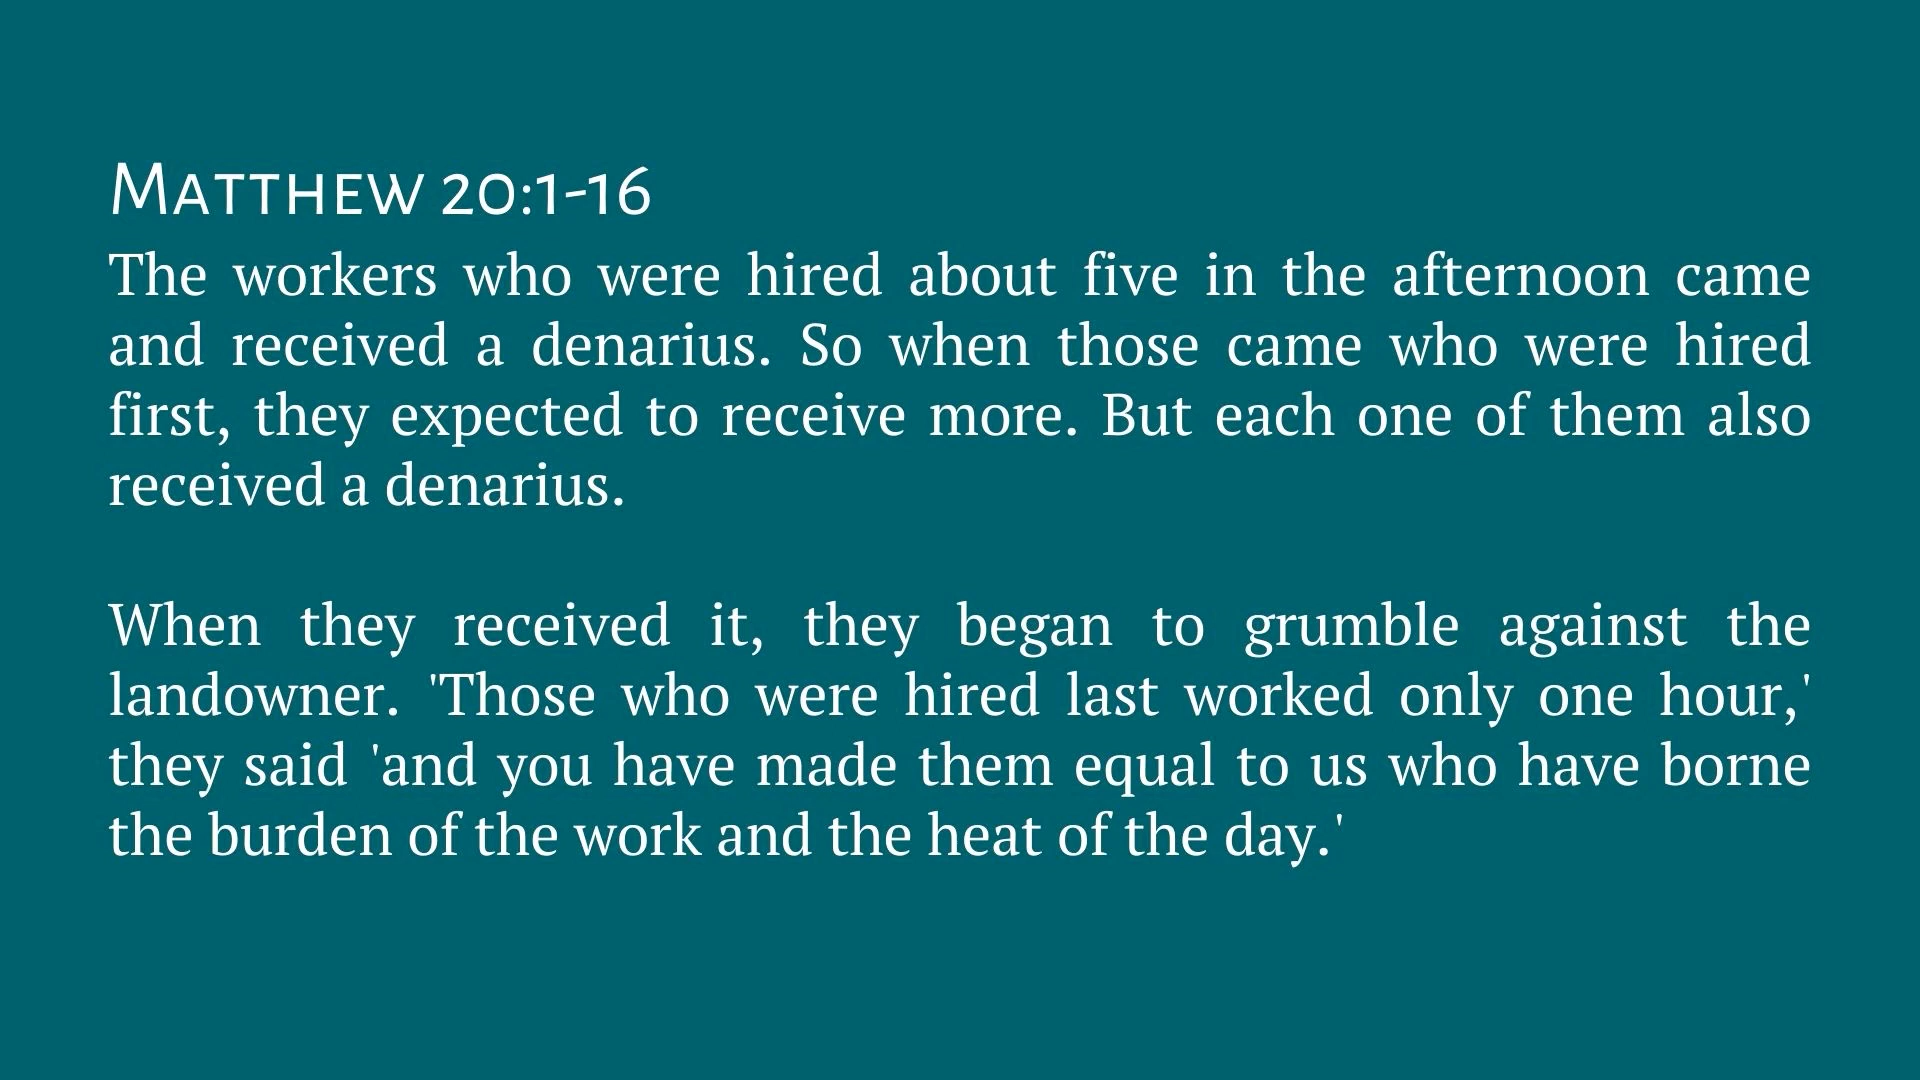 Matthew 20:1-16
The workers who were hired about five in the afternoon came
and received a denarius. So when those came who were hired
first, they expected to receive more. But each one of them also
received a denarius.
When they received it, they began to grumble against the
landowner. 'Those who were hired last worked only one hour,'
they said 'and you have made them equal to us who have borne
the burden of the work and the heat of the day.'